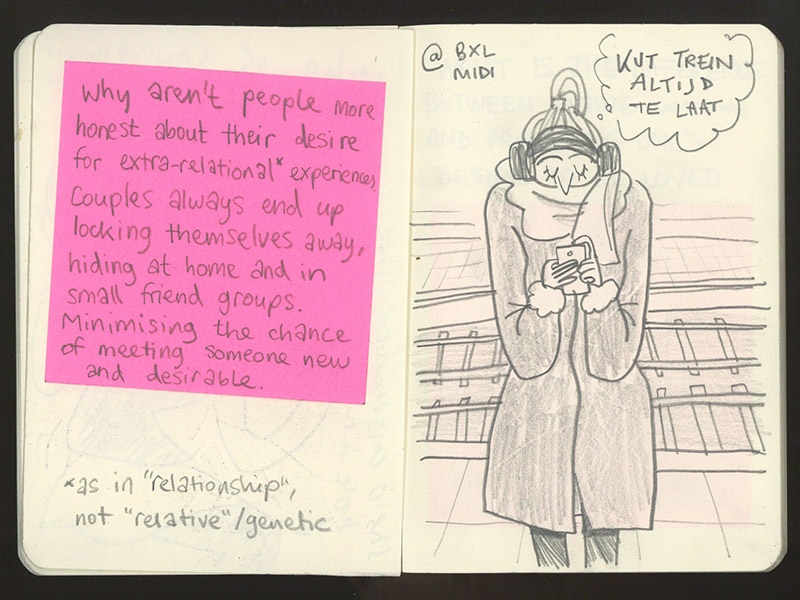 why aren't people more
honest about their desire
for extra-relational* experiences.
Couples always end up
locking themselves away,
hiding at home and in
small friend groups.
Minimising the chance
of meeting someone new
and desirable.
*as in "relationship",
not "relative"/genetic
@ BXL
MIDI
KUT TREIN
ALTIJD
TE LAAT